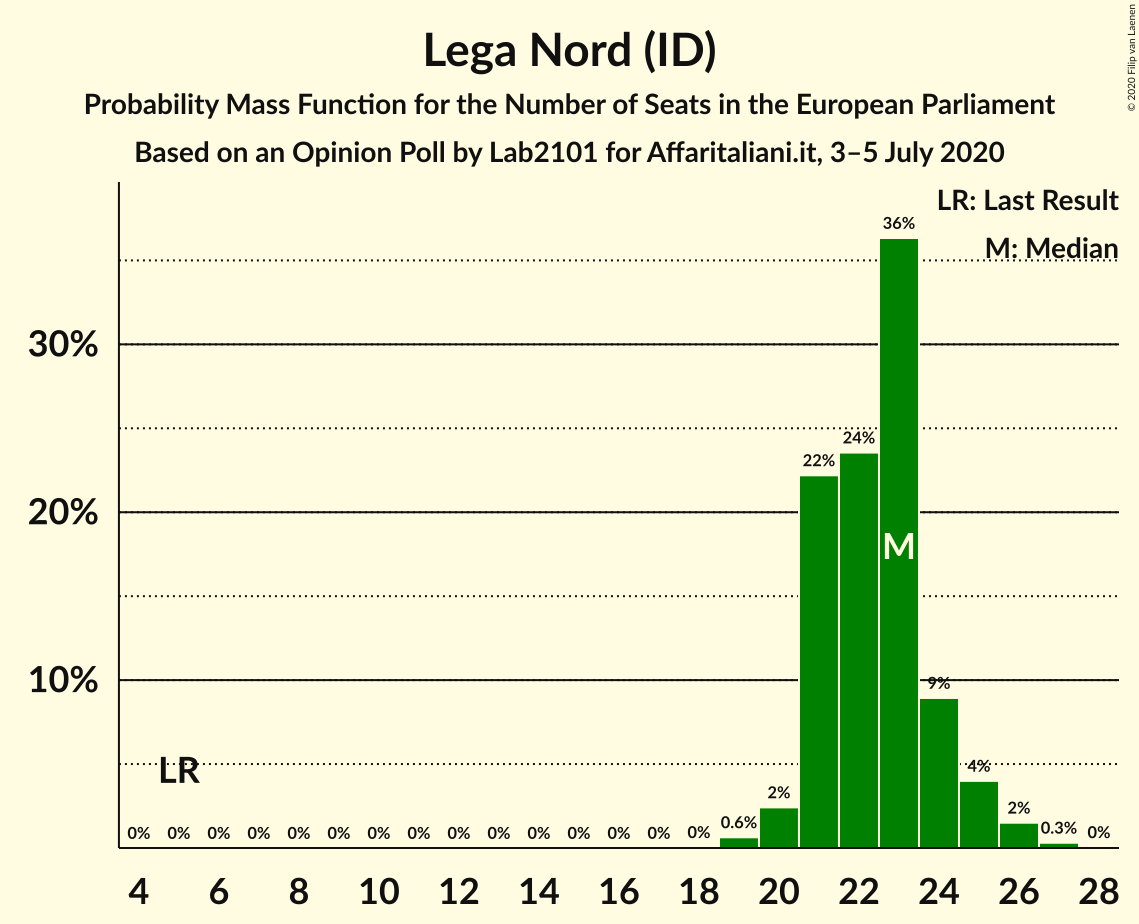 Lega Nord (ID)
Probability Mass Function for the Number of Seats in the European Parliament
Based on an Opinion Poll by Lab2101 for Affaritaliani.it, 3–5 July 2020
© 2020 Filip van Laenen
LR: Last Result
M: Median
36%
30%
24%
22%
20%
M
10%
9%
LR
4%
2%
2%
0% 0% 0% 0% 0% 0% 0% 0% 0% 0% 0% 0% 0% 0% 0% 0.6% 0.3% 0%
4 6 8 10 12 14 16 18 20 22 24 26 28